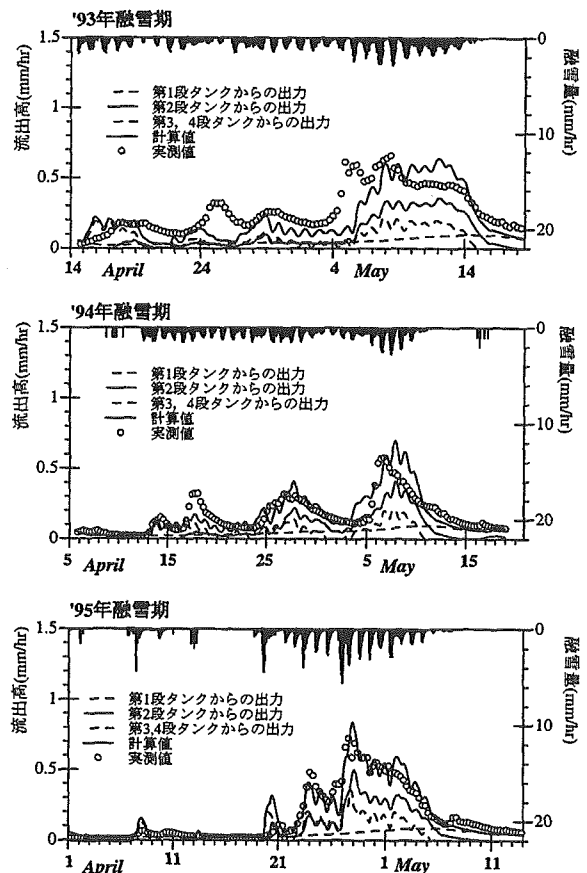 '93年融雪期
1.5
1
0.5
0
流出高(mm/hr)
0
10
20
融雪量(mm/hr)
第1段タンクからの出力
第2段タンクからの出力
第3，4段タンクからの出力
計算値
実測値
14
24
4
14
April
May
'94年融雪期
1.5
1
0.5
0
流出高(mm/hr)
0
10
20
融雪量(mm/hr)
第1段タンクからの出力
第2段タンクからの出力
第3，4段タンクからの出力
計算値
実測値
5
15
25
5
15
April
May
'95年融雪期
1.5
1
0.5
0
流出高(mm/hr)
0
10
20
融雪量(mm/hr)
第1段タンクからの出力
第2段タンクからの出力
第3,4段タンクからの出力
計算値
実測値
1
11
21
1
11
April
May